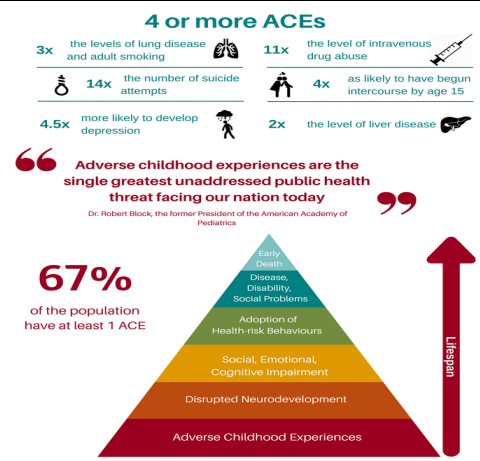 4 or more ACEs
3x
the levels of lung disease
and adult smoking
11x
the level of intravenous
drug abuse
14x
the number of suicide
attempts
4x
as likely to have begun
intercourse by age 15
4.5x
more likely to develop
depression
2x
the level of liver disease
“
Adverse childhood experiences are the
single greatest unaddressed public health
threat facing our nation today
”
Dr. Robert Block, the former President of the American Academy of
Pediatrics
67%
of the population
have at least 1 ACE
Early
Death
Disease,
Disability,
Social Problems
Adoption of
Health-risk Behaviours
Social, Emotional,
Cognitive Impairment
Disrupted Neurodevelopment
Adverse Childhood Experiences
Lifespan